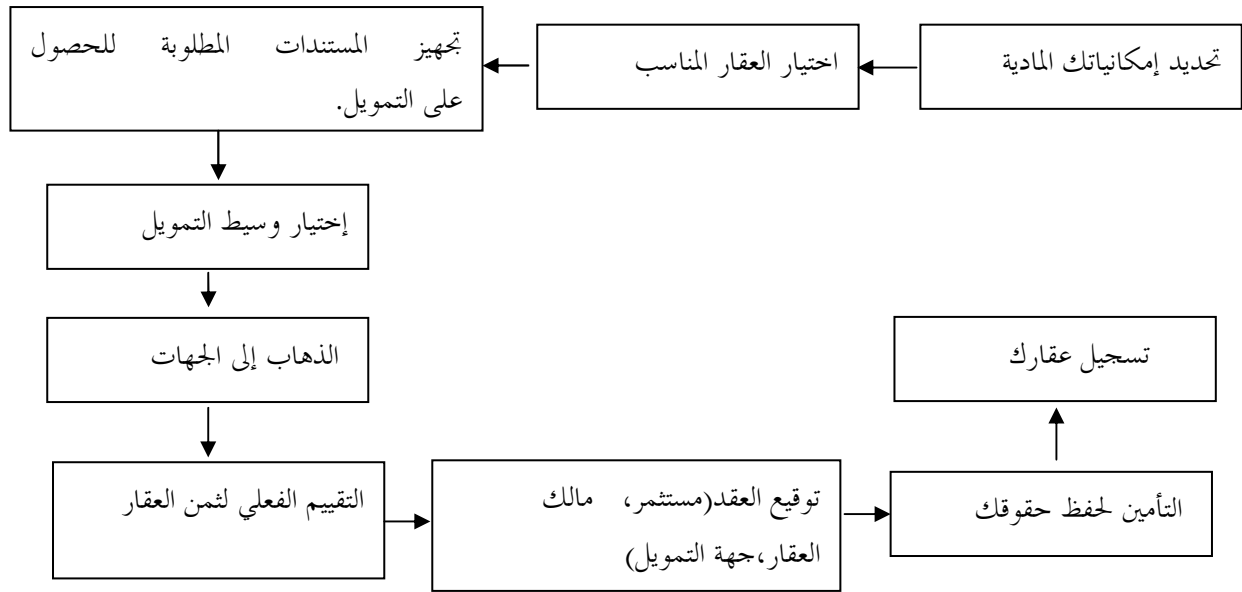 تحديد إمكانياتك المادية
اختيار العقار المناسب
تجهيز المستندات المطلوبة للحصول
على التمويل.
إختيار وسيط التمويل
الذهاب إلى الجهات
التقييم الفعلي لثمن العقار
توقيع العقد(مستثمر، مالك
العقار،جهة التمويل)
التأمين لحفظ حقوقك
تسجيل عقارك